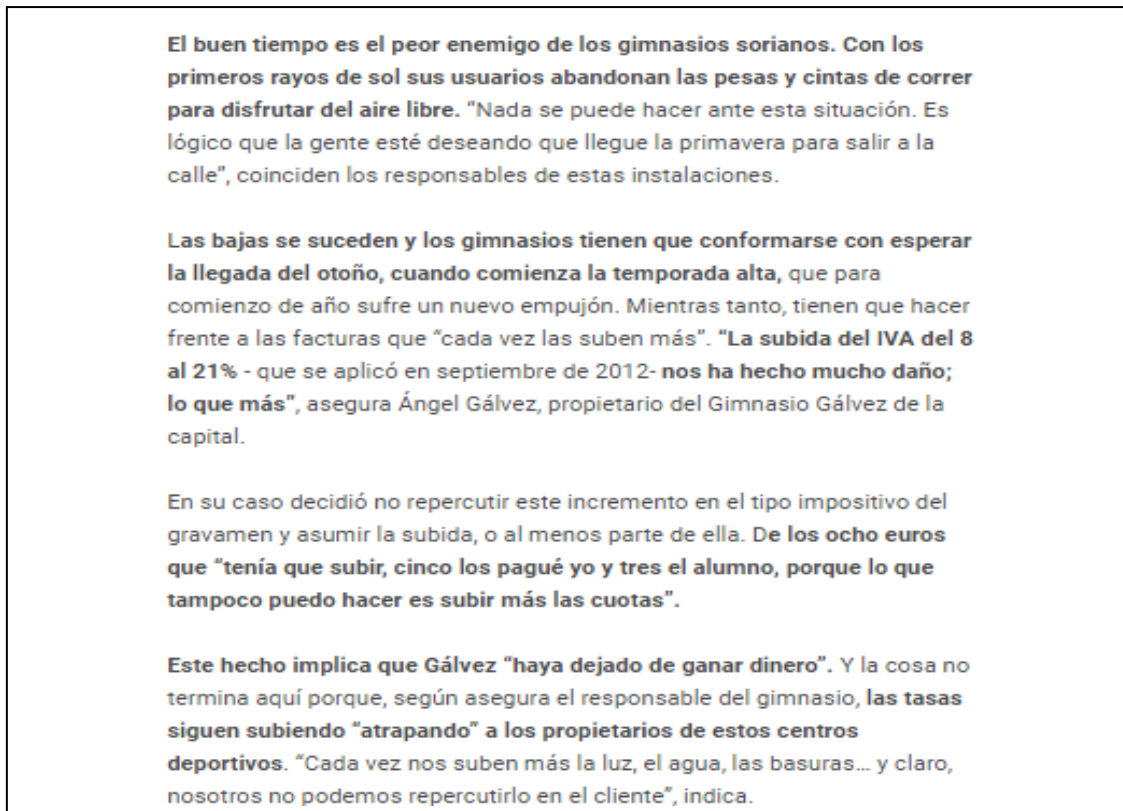 El buen tiempo es el peor enemigo de los gimnasios sorianos. Con los
primeros rayos de sol sus usuarios abandonan las pesas y cintas de correr
para disfrutar del aire libre. “Nada se puede hacer ante esta situación. Es
lógico que la gente esté deseando que llegue la primavera para salir a la
calle”, coinciden los responsables de estas instalaciones.
Las bajas se suceden y los gimnasios tienen que conformarse con esperar
la llegada del otoño, cuando comienza la temporada alta, que para
comienzo de año sufre un nuevo empujón. Mientras tanto, tienen que hacer
frente a las facturas que “cada vez las suben más”. “La subida del IVA del 8
al 21% - que se aplicó en septiembre de 2012- nos ha hecho mucho daño;
lo que más”, asegura Ángel Gálvez, propietario del Gimnasio Gálvez de la
capital.
En su caso decidió no repercutir este incremento en el tipo impositivo del
gravamen y asumir la subida, o al menos parte de ella. De los ocho euros
que “tenía que subir, cinco los pagué yo y tres el alumno, porque lo que
tampoco puedo hacer es subir más las cuotas”.
Este hecho implica que Gálvez “haya dejado de ganar dinero”. Y la cosa no
termina aquí porque, según asegura el responsable del gimnasio, las tasas
siguen subiendo “atrapando” a los propietarios de estos centros
deportivos. “Cada vez nos suben más la luz, el agua, las basuras… y claro,
nosotros no podemos repercutirlo en el cliente”, indica.